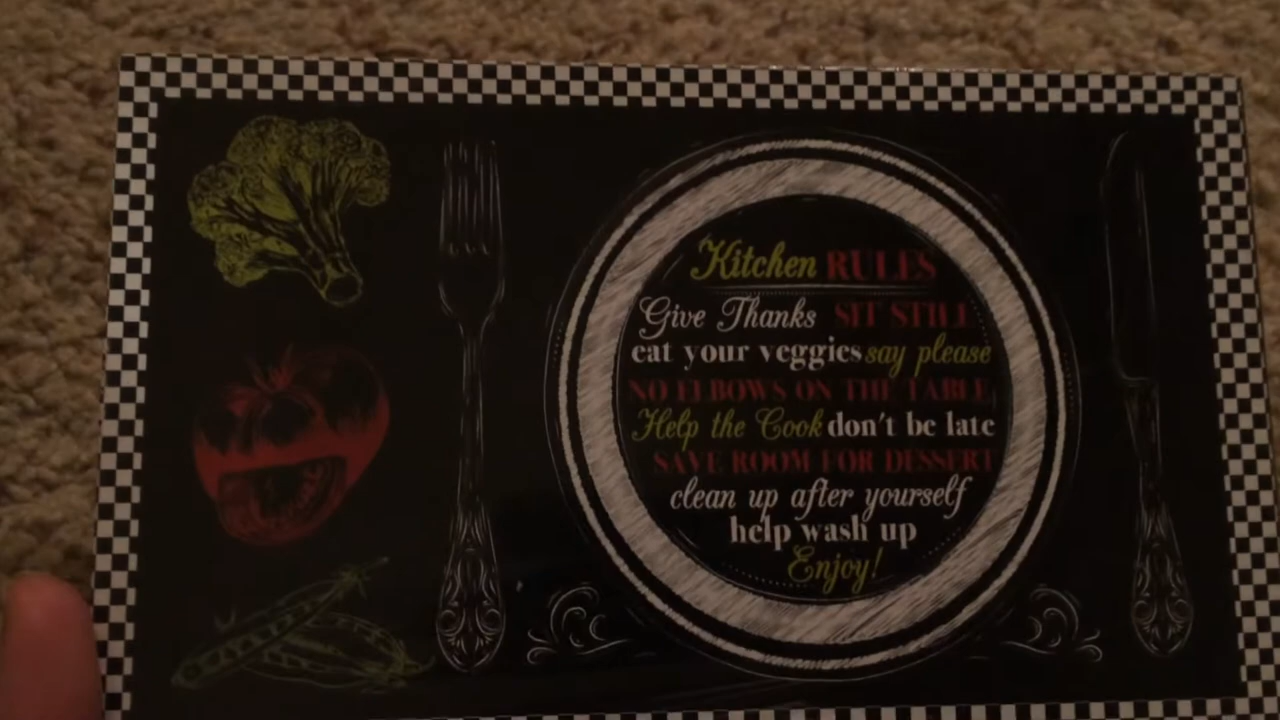 Kitchen RULES
Give Thanks SIT STILL
eat your veggies say please
NO ELBOWS ON THE TABLE
Help the Cook don't be late
SAVE ROOM FOR DESSERT
clean up after yourself
help wash up
Enjoy!